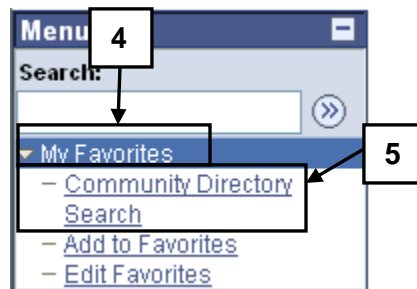 Menu
4
Search:
My Favorites
5
– Community Directory
Search
– Add to Favorites
– Edit Favorites